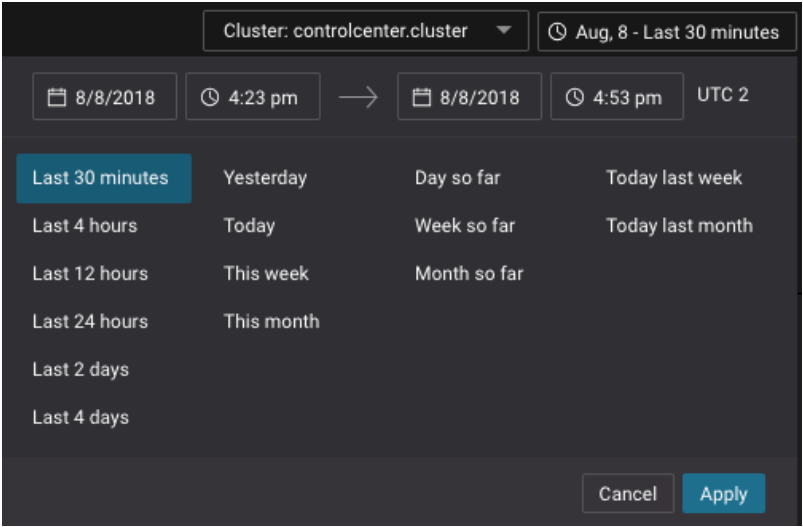 Cluster: controlcenter.cluster Aug, 8 - Last 30 minutes
8/8/2018 4:23 pm 8/8/2018 4:53 pm UTC 2
Last 30 minutes Yesterday Day so far Today last week
Last 4 hours Today Week so far Today last month
Last 12 hours This week Month so far
Last 24 hours This month
Last 2 days
Last 4 days
Cancel Apply